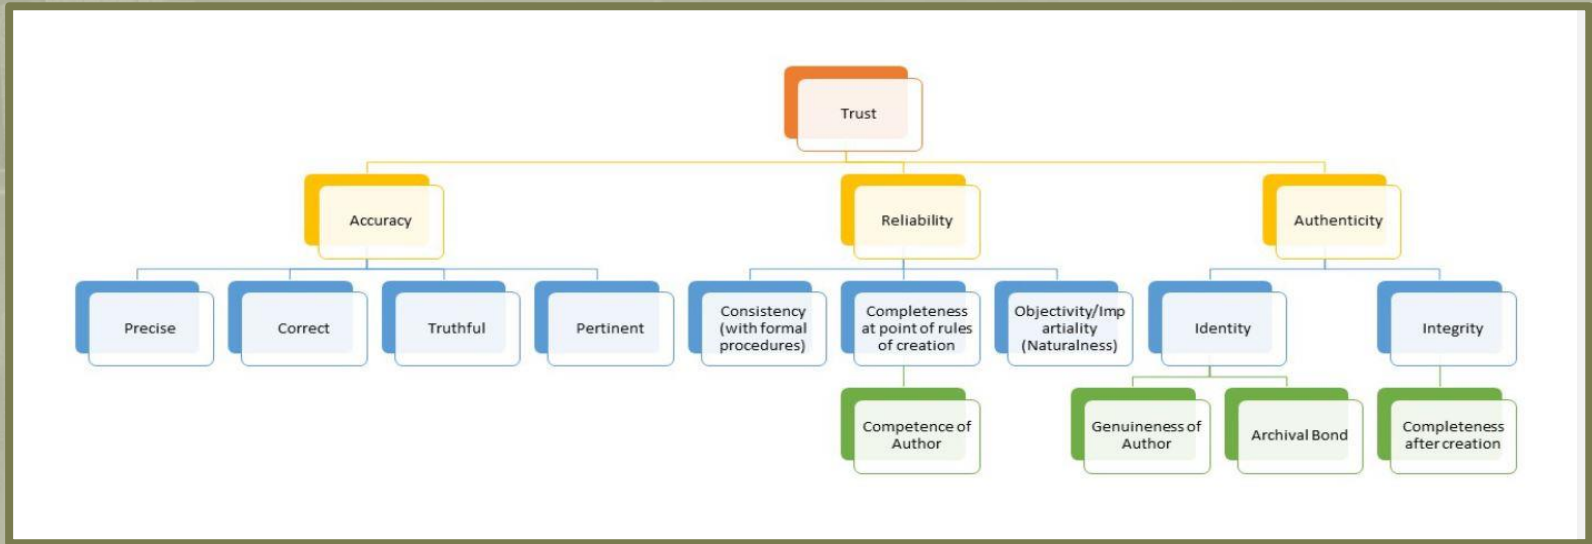 Trust
Accuracy
Reliability
Authenticity
Precise
Correct
Truthful
Pertinent
Consistency
(with formal
procedures)
Completeness
at point of rules
of creation
Objectivity/Imp
artiality
(Naturalness)
Identity
Integrity
Competence of
Author
Genuineness of
Author
Archival Bond
Completeness
after creation